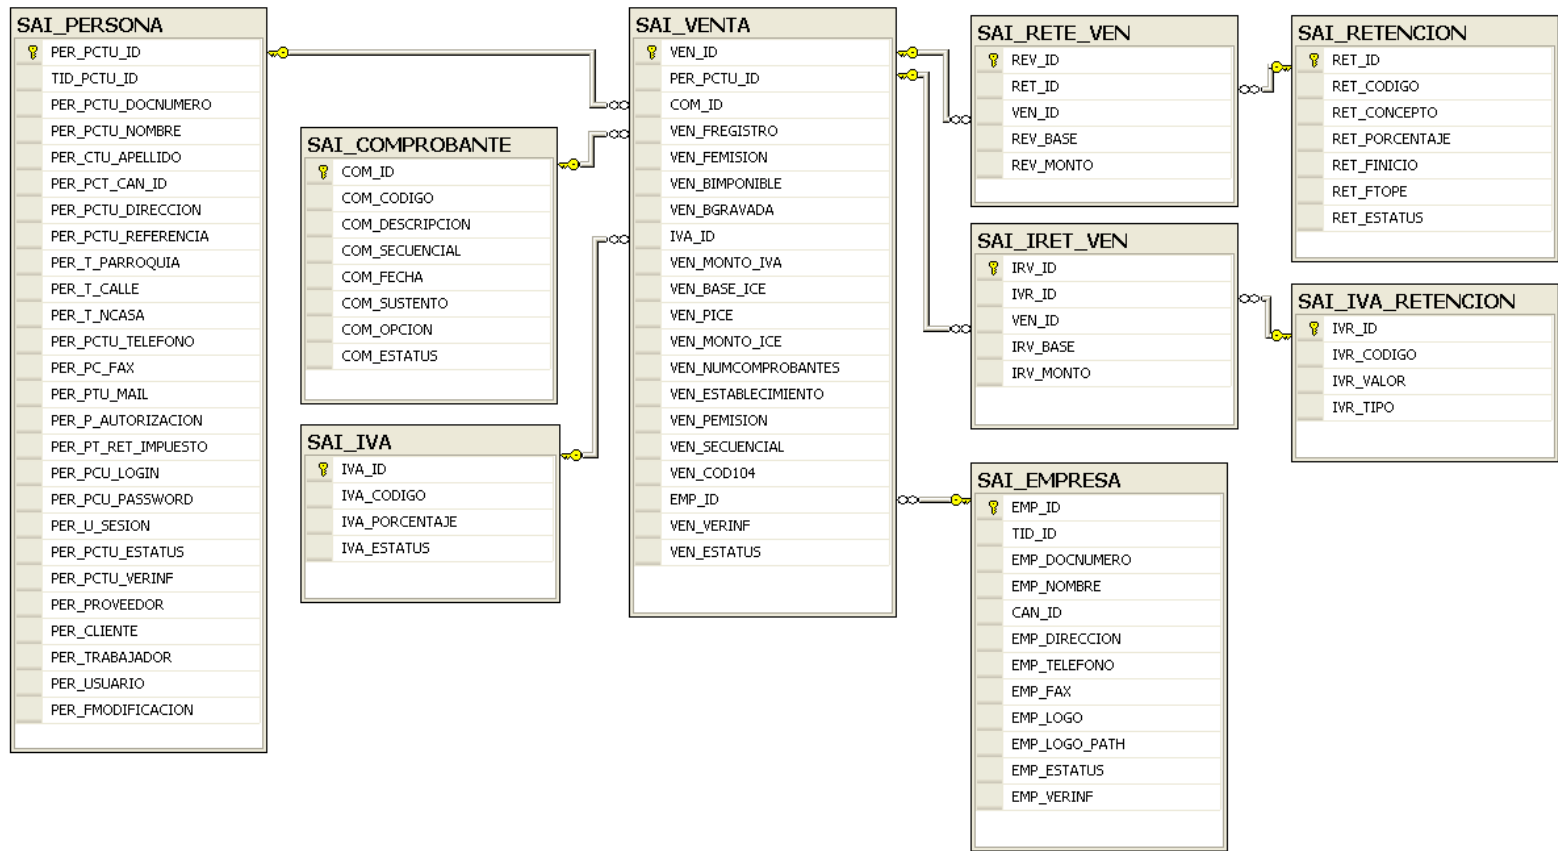 SAI_PERSONA
PER_PCTU_ID
TID_PCTU_ID
PER_PCTU_DOCNUMERO
PER_PCTU_NOMBRE
PER_CTU_APELLIDO
PER_PCT_CAN_ID
PER_PCTU_DIRECCION
PER_PCTU_REFERENCIA
PER_T_PARROQUIA
PER_T_CALLE
PER_T_NCASA
PER_PCTU_TELEFONO
PER_PC_FAX
PER_PTU_MAIL
PER_P_AUTORIZACION
PER_PT_RET_IMPUESTO
PER_PCU_LOGIN
PER_PCU_PASSWORD
PER_U_SESION
PER_PCTU_ESTATUS
PER_PCTU_VERINF
PER_PROVEEDOR
PER_CLIENTE
PER_TRABAJADOR
PER_USUARIO
PER_FMODIFICACION
SAI_COMPROBANTE
COM_ID
COM_CODIGO
COM_DESCRIPCION
COM_SECUENCIAL
COM_FECHA
COM_SUSTENTO
COM_OPCION
COM_ESTATUS
SAI_IVA
IVA_ID
IVA_CODIGO
IVA_PORCENTAJE
IVA_ESTATUS
SAI_VENTA
VEN_ID
PER_PCTU_ID
COM_ID
VEN_FREGISTRO
VEN_FEMISION
VEN_BIMPONIBLE
VEN_BGRAVADA
IVA_ID
VEN_MONTO_IVA
VEN_BASE_ICE
VEN_PICE
VEN_MONTO_ICE
VEN_NUMCOMPROBANTES
VEN_ESTABLECIMIENTO
VEN_PEMISION
VEN_SECUENCIAL
VEN_COD104
EMP_ID
VEN_VERINF
VEN_ESTATUS
SAI_RETE_VEN
REV_ID
RET_ID
VEN_ID
REV_BASE
REV_MONTO
SAI_IRET_VEN
IRV_ID
IVR_ID
VEN_ID
IRV_BASE
IRV_MONTO
SAI_EMPRESA
EMP_ID
TID_ID
EMP_DOCNUMERO
EMP_NOMBRE
CAN_ID
EMP_DIRECCION
EMP_TELEFONO
EMP_FAX
EMP_LOGO
EMP_LOGO_PATH
EMP_ESTATUS
EMP_VERINF
SAI_RETENCION
RET_ID
RET_CODIGO
RET_CONCEPTO
RET_PORCENTAJE
RET_FINICIO
RET_FTOPE
RET_ESTATUS
SAI_IVA_RETENCION
IVR_ID
IVR_CODIGO
IVR_VALOR
IVR_TIPO